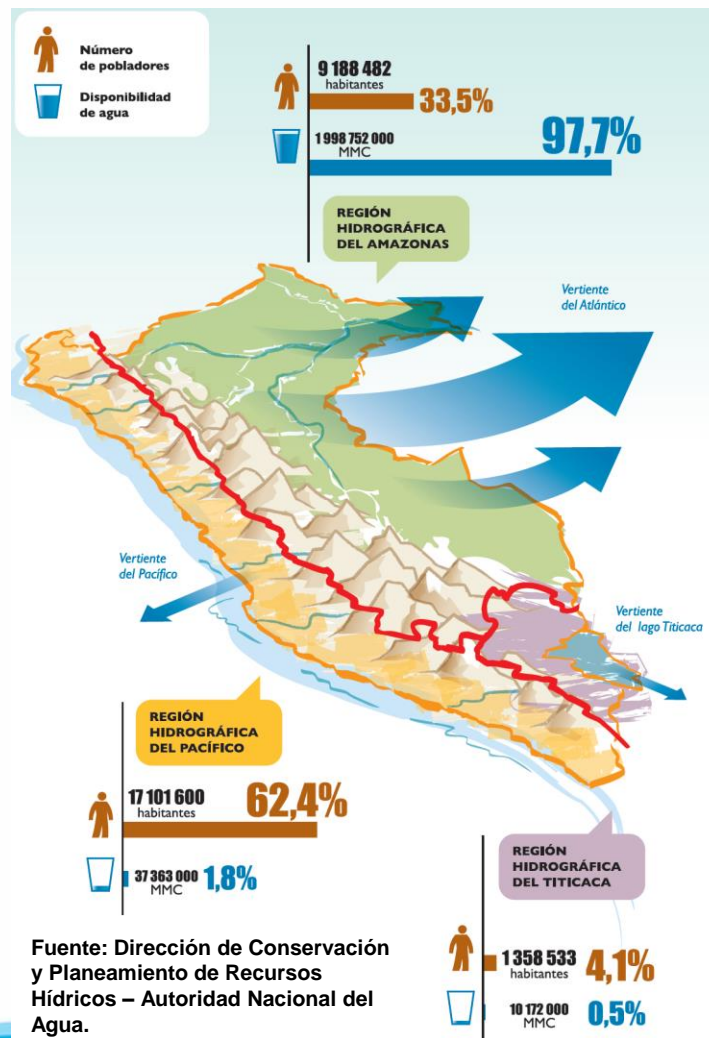 Número
de pobladores
Disponibilidad
de agua
9 188 482
habitantes
33,5%
1 998 752 000
MMC
97,7%
REGIÓN
HIDROGRÁFICA
DEL AMAZONAS
Vertiente
del Atlántico
Vertiente
del Pacífico
Vertiente
del lago Titicaca
REGIÓN
HIDROGRÁFICA
DEL PACÍFICO
17 101 600
habitantes
62,4%
37 363 000
MMC
1,8%
REGIÓN
HIDROGRÁFICA
DEL TITICACA
1 358 533
habitantes
4,1%
10 172 000
MMC
0,5%
Fuente: Dirección de Conservación
y Planeamiento de Recursos
Hídricos – Autoridad Nacional del
Agua.